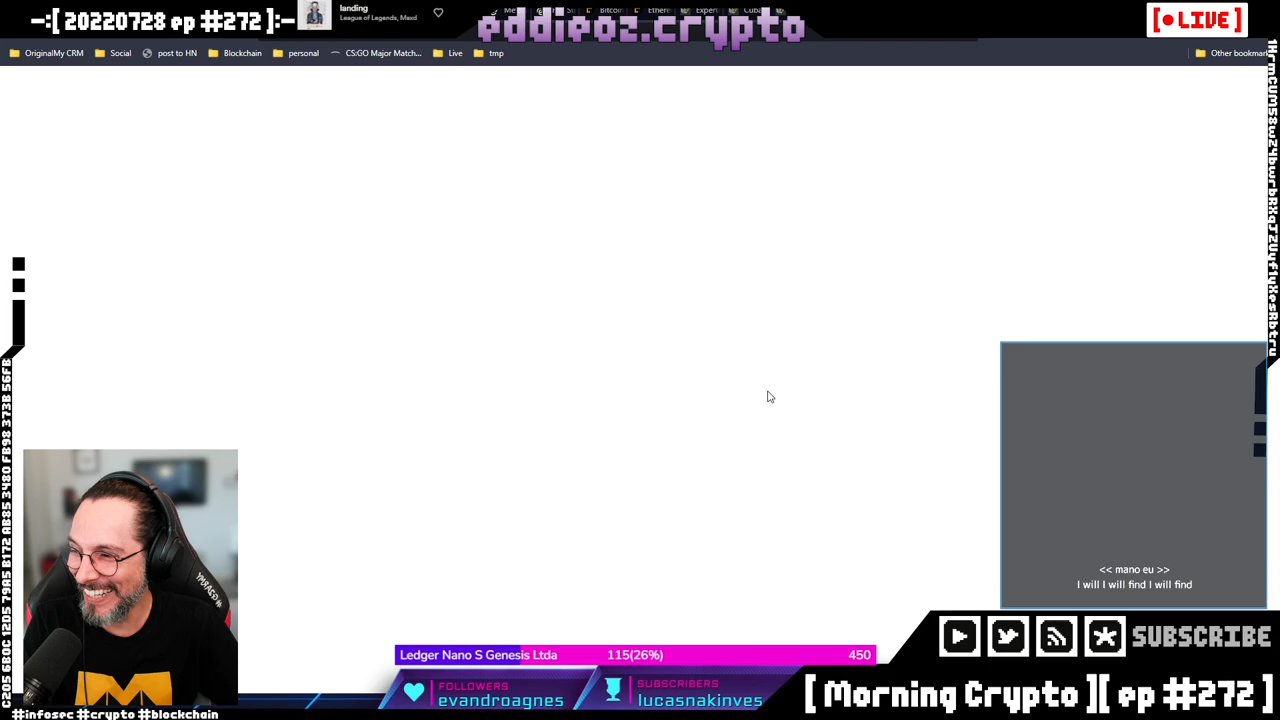 -:[ 20220728 ep #272 ]:-
landing
League of Legends, Mexd
eddieoz.crypto
[• LIVE ]
OriginalMy CRM
Social
post to HN
Blockchain
personal
CS:GO Major Match...
Live
tmp
Other bookmar
<< mano eu >>
I will I will find I will find
Ledger Nano S Genesis Ltda 115(26%) 450
FOLLOWERS
evandroagnes
SUBSCRIBERS
lucasnakinves
SUBSCRIBE
[ Morning Crypto ][ ep #272 ]
#infosec #crypto #blockchain